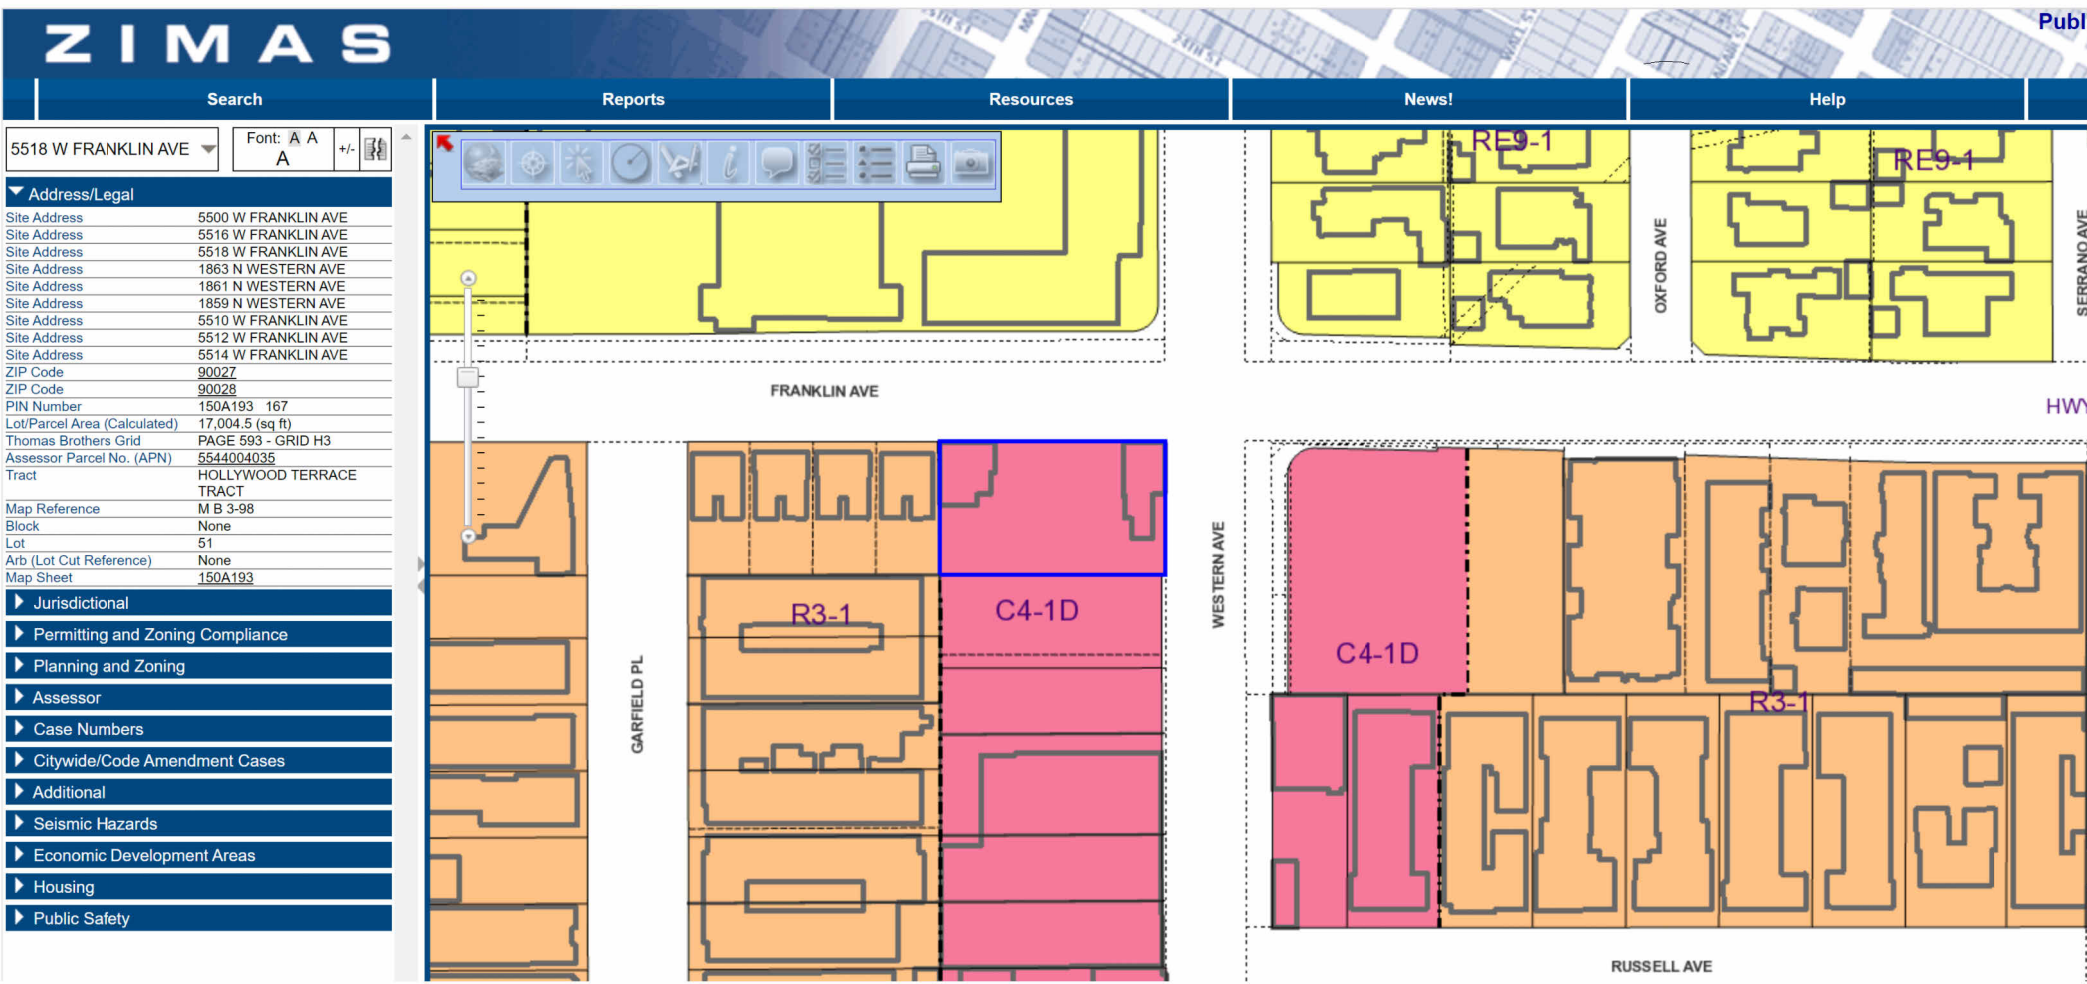 ZIMAS
Publ
Search
Reports
Resources
News!
Help
5518 W FRANKLIN AVE
Font: A A
A
+/-
Address/Legal
Site Address 5500 W FRANKLIN AVE
Site Address 5516 W FRANKLIN AVE
Site Address 5518 W FRANKLIN AVE
Site Address 1863 N WESTERN AVE
Site Address 1861 N WESTERN AVE
Site Address 1859 N WESTERN AVE
Site Address 5510 W FRANKLIN AVE
Site Address 5512 W FRANKLIN AVE
Site Address 5514 W FRANKLIN AVE
ZIP Code 90027
ZIP Code 90028
PIN Number 150A193 167
Lot/Parcel Area (Calculated) 17,004.5 (sq ft)
Thomas Brothers Grid PAGE 593 - GRID H3
Assessor Parcel No. (APN) 5544004035
Tract HOLLYWOOD TERRACE
TRACT
Map Reference M B 3-98
Block None
Lot 51
Arb (Lot Cut Reference) None
Map Sheet 150A193
Jurisdictional
Permitting and Zoning Compliance
Planning and Zoning
Assessor
Case Numbers
Citywide/Code Amendment Cases
Additional
Seismic Hazards
Economic Development Areas
Housing
Public Safety
RE9-1
RE9-1
OXFORD AVE
SERRANO AVE
FRANKLIN AVE
HWY
WESTERN AVE
R3-1
C4-1D
C4-1D
GARFIELD PL
R3-1
RUSSELL AVE